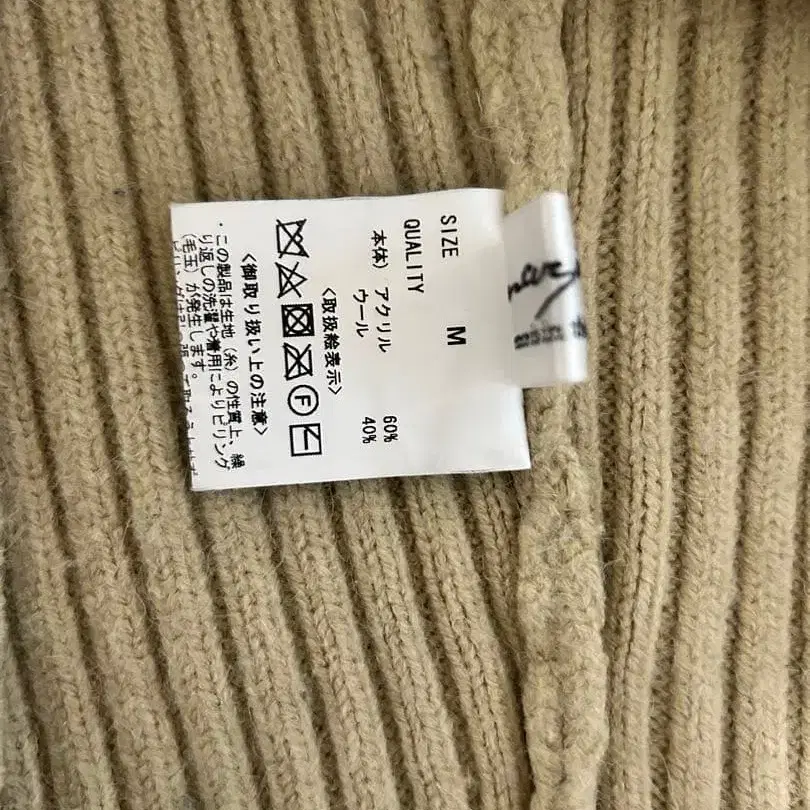 SIZE M
QUALITY
本体) アクリル 60%
ウール 40%
<取扱絵表示>
F
<御取り扱い上の注意>
・この製品は生地(糸)の性質上、繰
り返しの洗濯や着用によりピリング
(毛玉)が発生します。